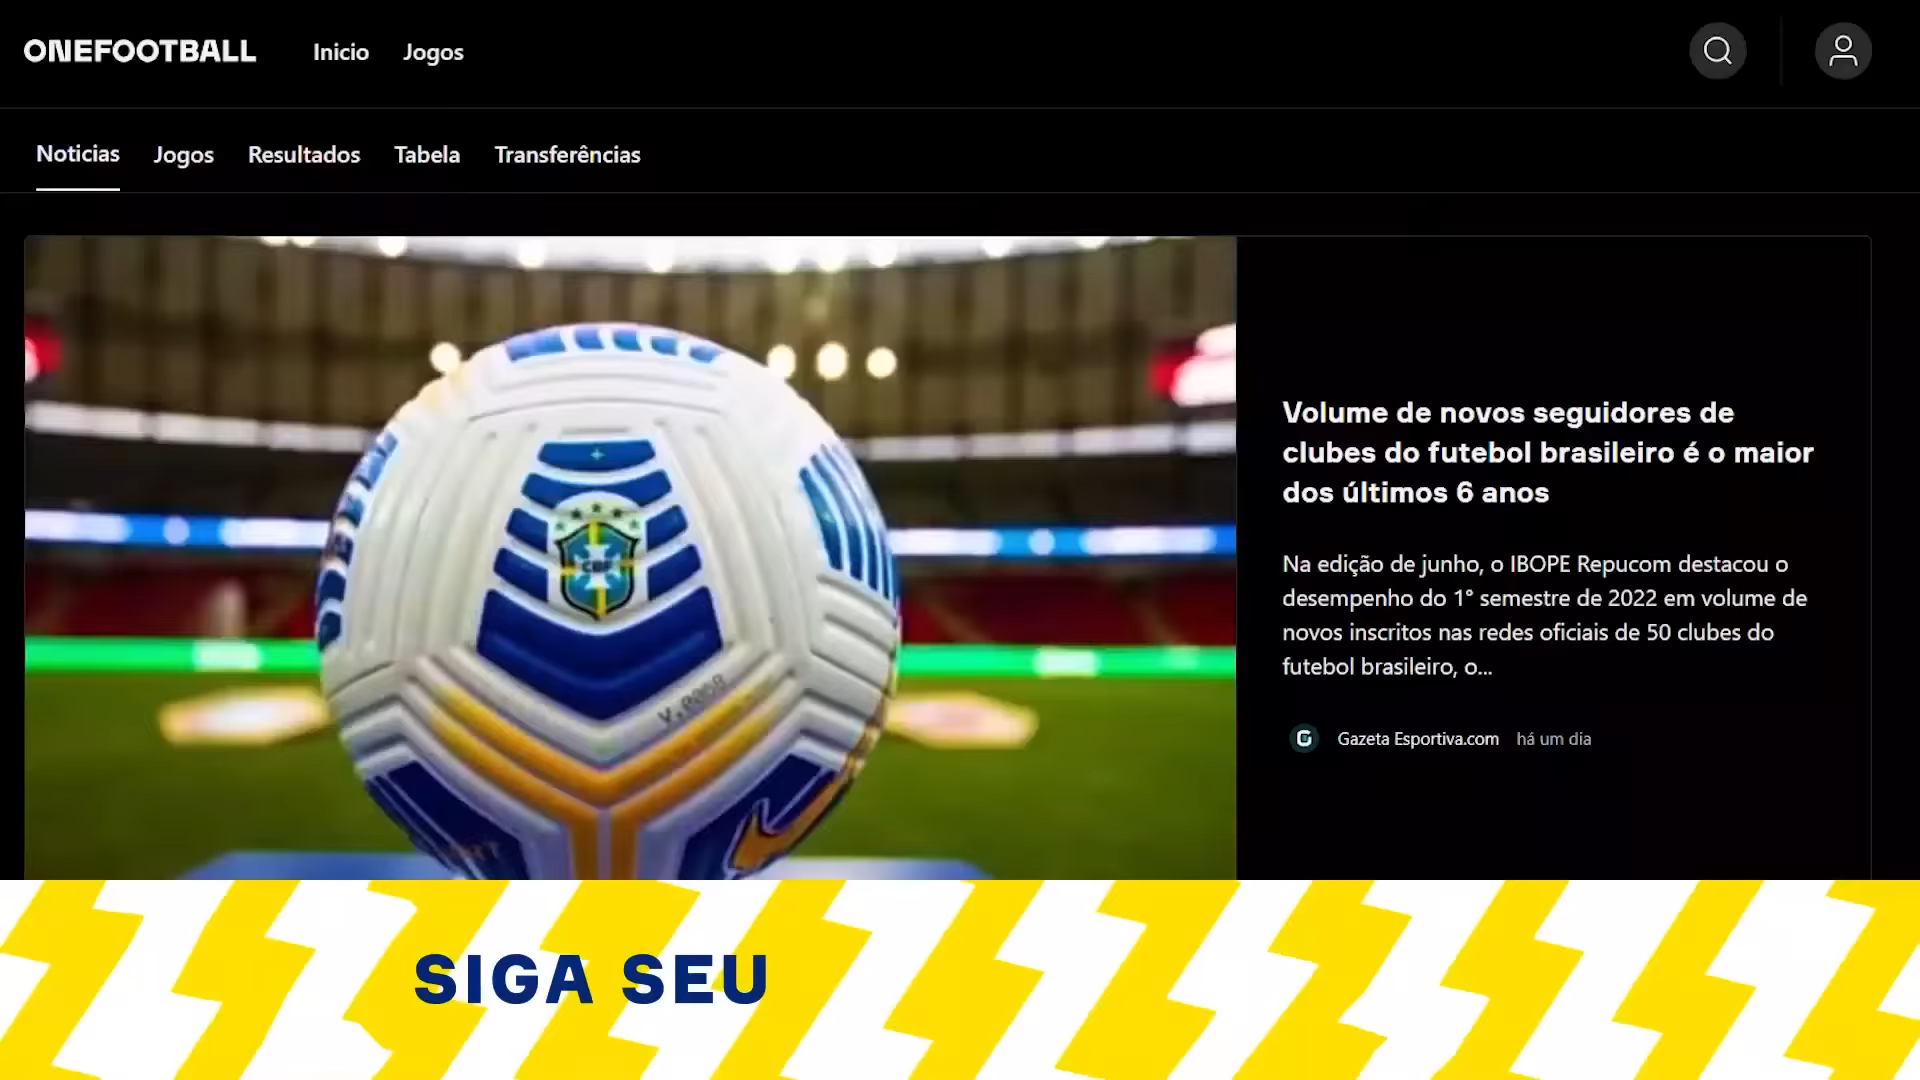 ONEFOOTBALL
Inicio
Jogos
Noticias
Jogos
Resultados
Tabela
Transferências
CBF
Volume de novos seguidores de
clubes do futebol brasileiro é o maior
dos últimos 6 anos
Na edição de junho, o IBOPE Repucom destacou o
desempenho do 1° semestre de 2022 em volume de
novos inscritos nas redes oficiais de 50 clubes do
futebol brasileiro, o...
G
Gazeta Esportiva.com há um dia
SIGA SEU